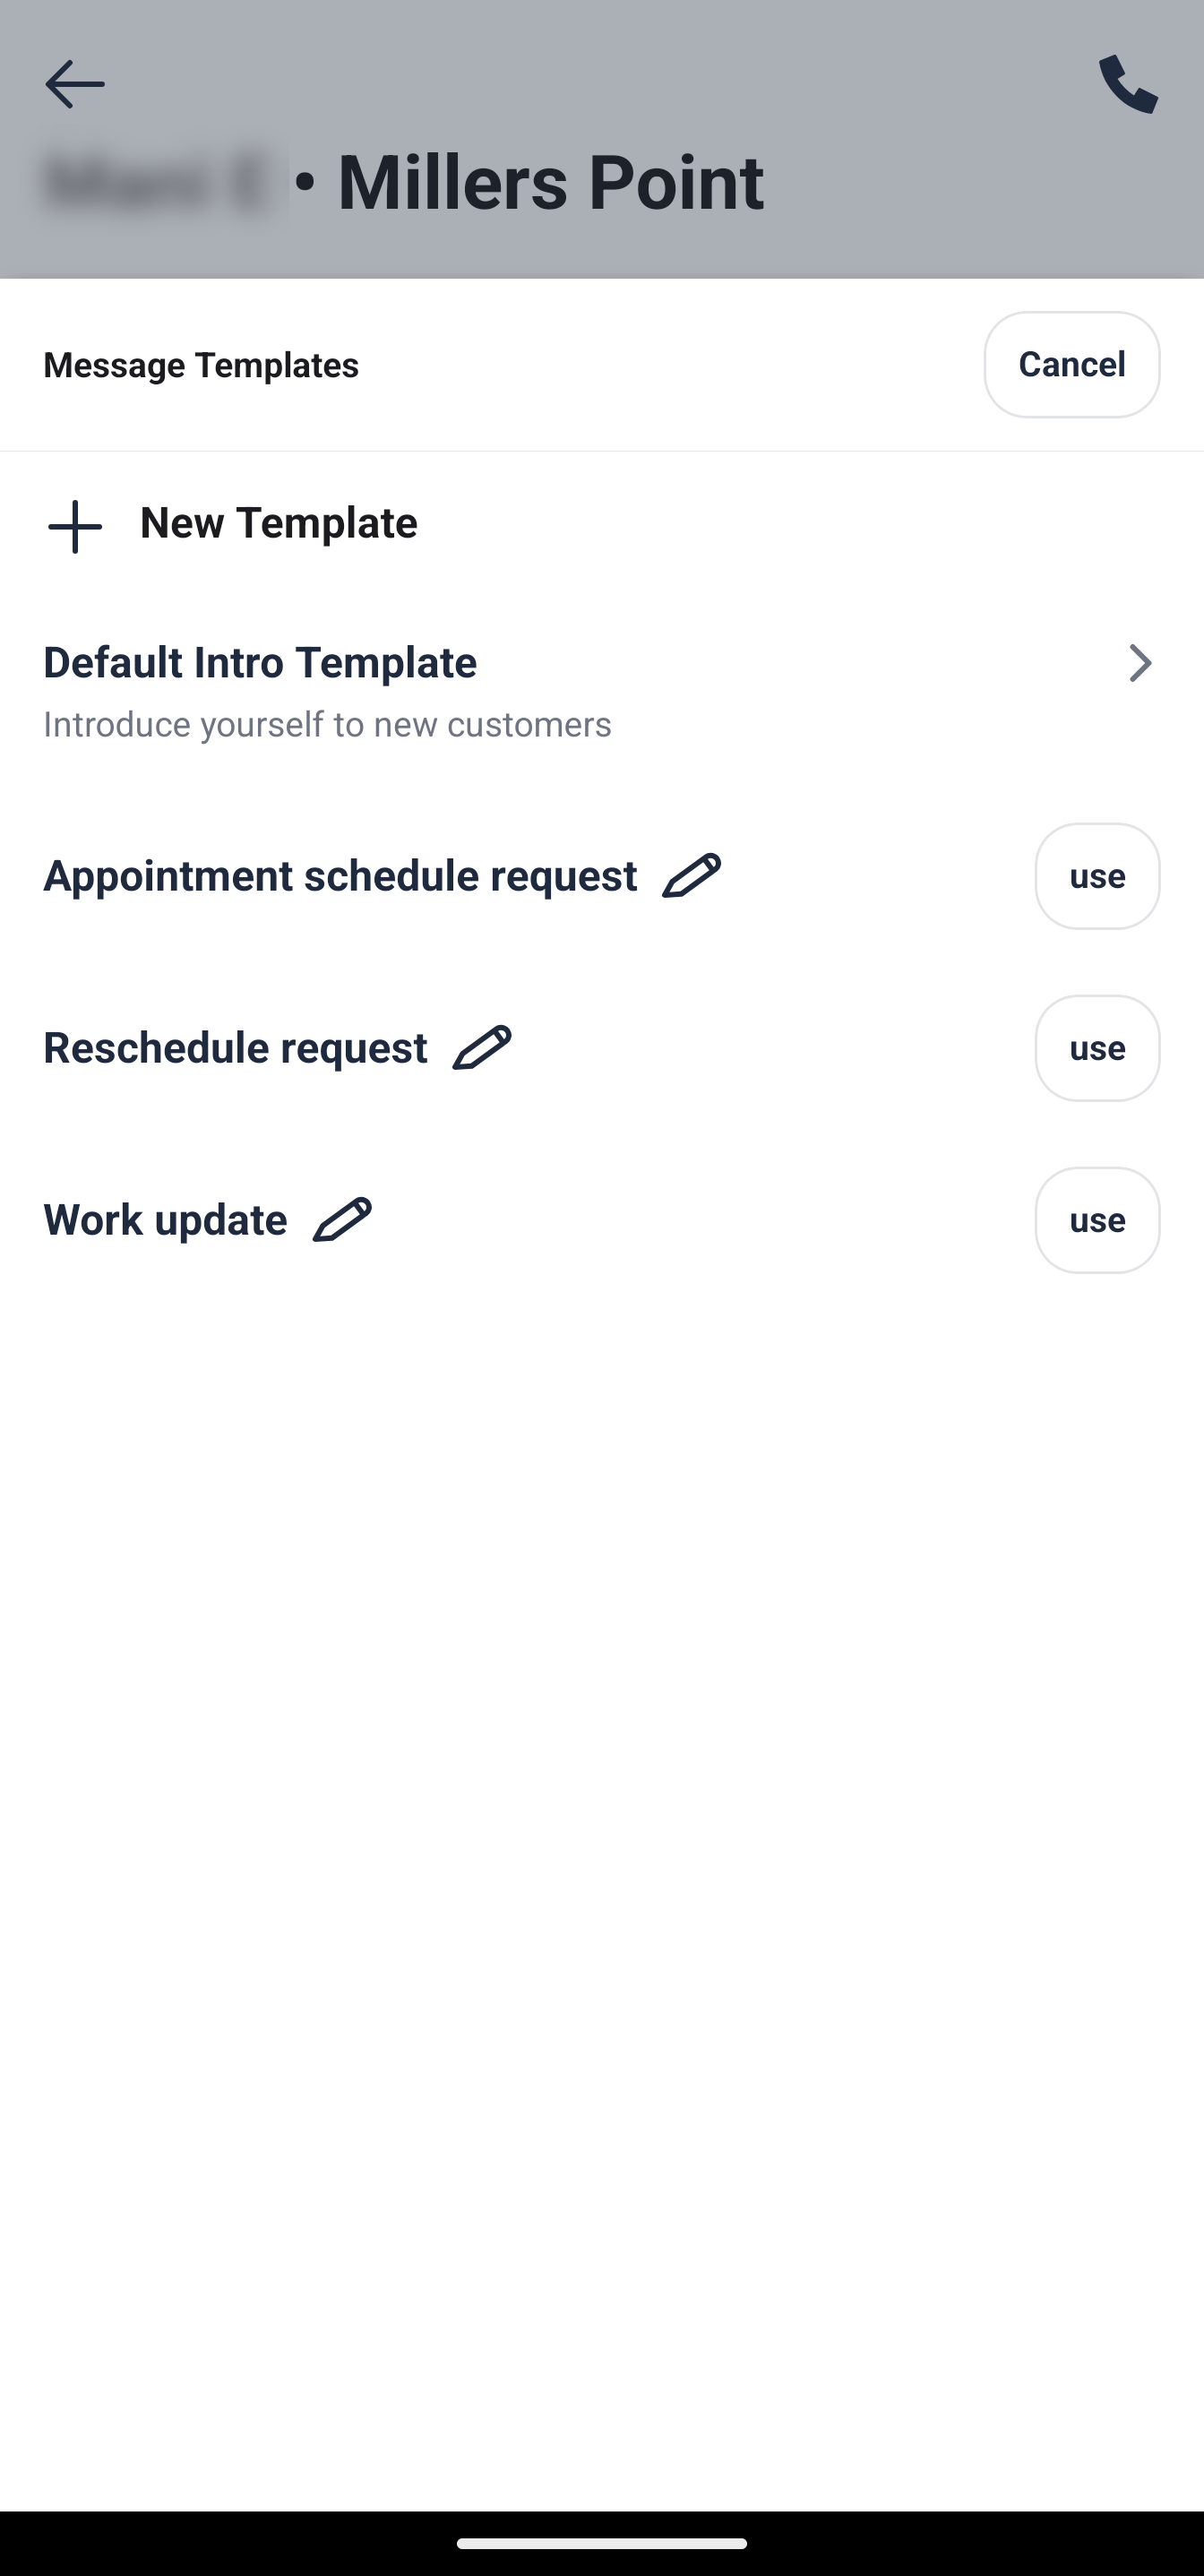 • Millers Point
Message Templates
Cancel
New Template
Default Intro Template
Introduce yourself to new customers
Appointment schedule request
use
Reschedule request
use
Work update
use